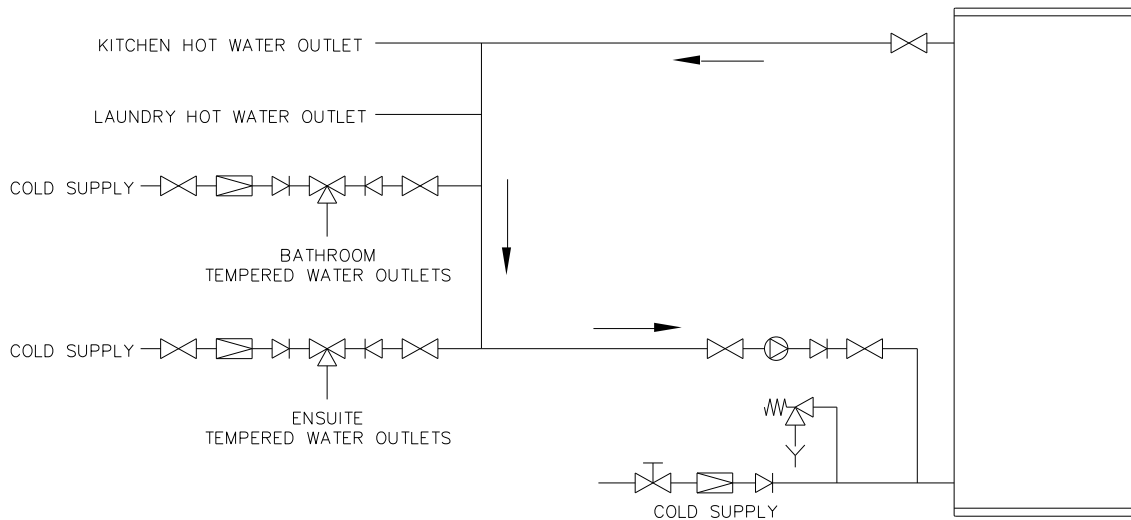 KITCHEN HOT WATER OUTLET
LAUNDRY HOT WATER OUTLET
COLD SUPPLY
BATHROOM
TEMPERED WATER OUTLETS
COLD SUPPLY
ENSUITE
TEMPERED WATER OUTLETS
COLD SUPPLY